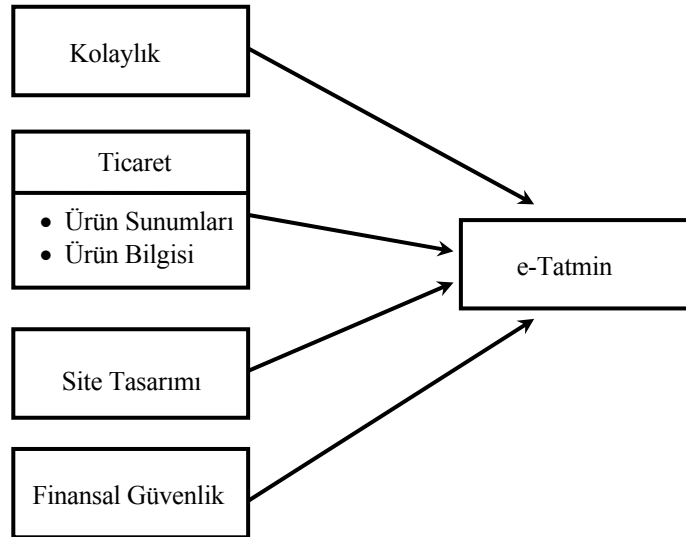 Kolaylık
Ticaret
• Ürün Sunumları
• Ürün Bilgisi
e-Tatmin
Site Tasarımı
Finansal Güvenlik